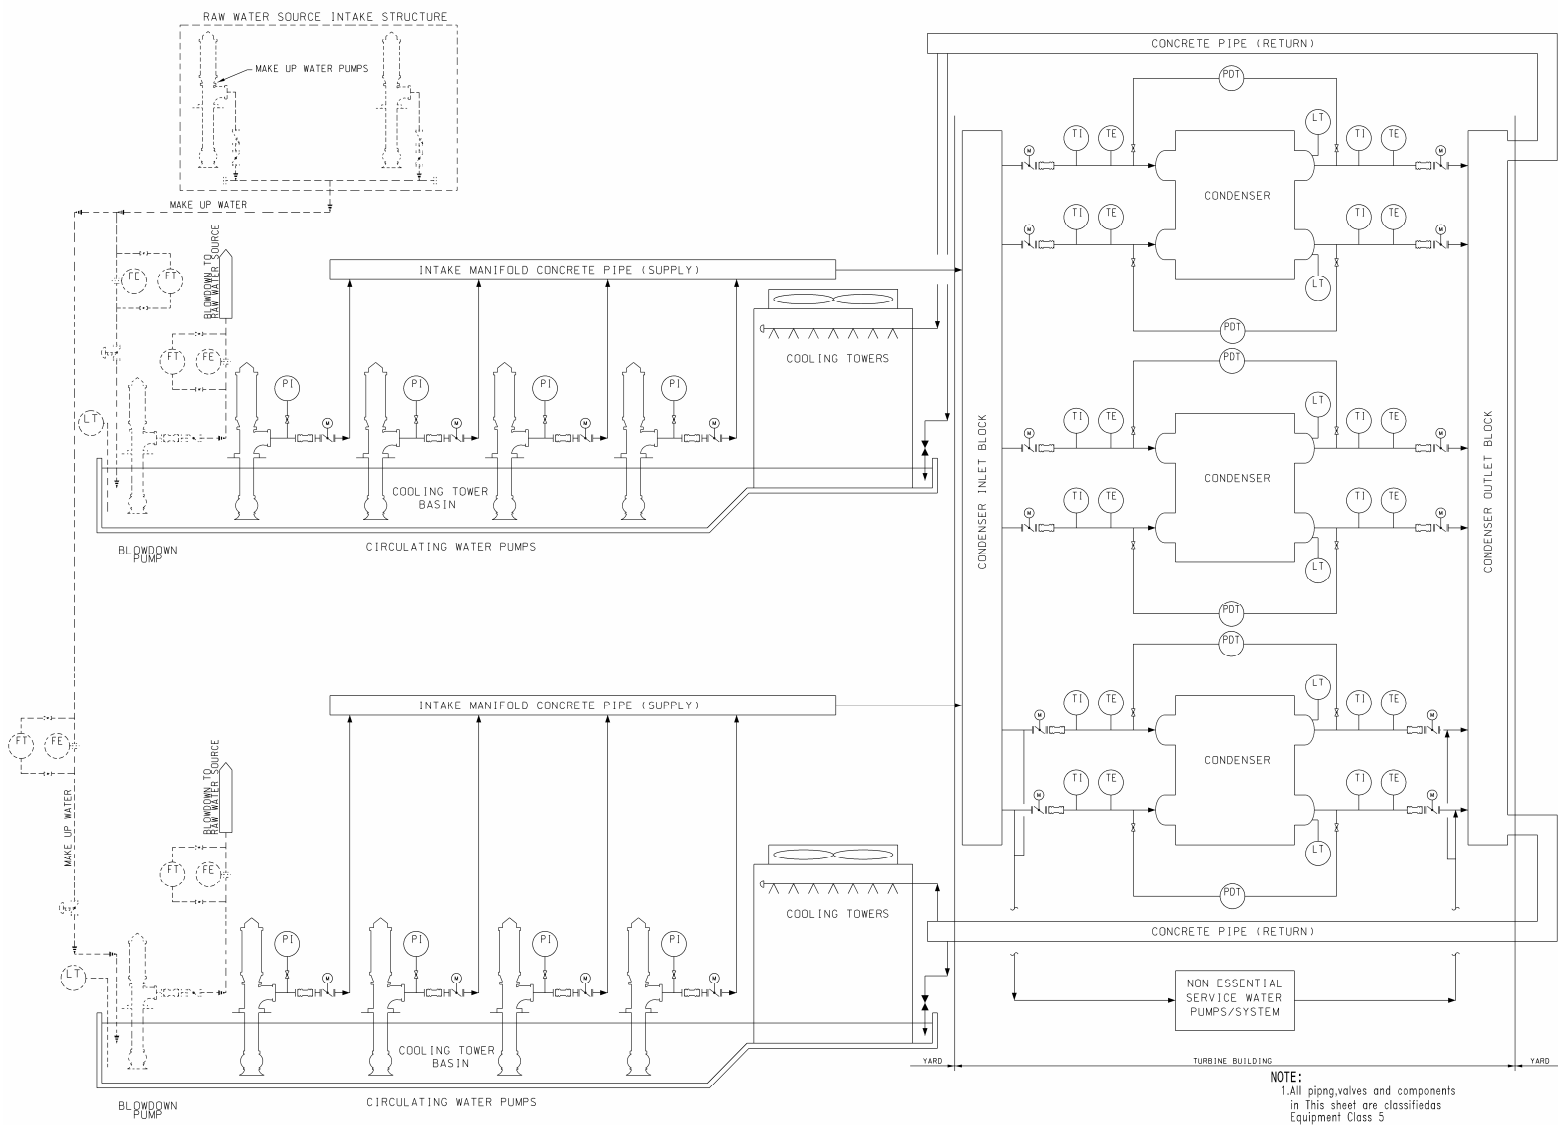 RAW WATER SOURCE INTAKE STRUCTURE
MAKE UP WATER PUMPS
MAKE UP WATER
BLOWDOWN TO
RAW WATER SOURCE
FE
FT
FT
FE
LT
INTAKE MANIFOLD CONCRETE PIPE (SUPPLY)
PI
M
PI
M
PI
M
PI
M
COOLING TOWERS
COOLING TOWER
BASIN
BLOWDOWN
PUMP
CIRCULATING WATER PUMPS
CONCRETE PIPE (RETURN)
CONDENSER INLET BLOCK
CONDENSER OUTLET BLOCK
PDT
M
TI
TE
LT
TI
TE
M
CONDENSER
M
TI
TE
TI
TE
M
LT
PDT
PDT
M
TI
TE
LT
TI
TE
M
CONDENSER
M
TI
TE
TI
TE
M
LT
PDT
PDT
M
TI
TE
LT
TI
TE
M
CONDENSER
M
TI
TE
TI
TE
M
LT
PDT
FT
FE
MAKE UP WATER
BLOWDOWN TO
RAW WATER SOURCE
FT
FE
LT
INTAKE MANIFOLD CONCRETE PIPE (SUPPLY)
PI
M
PI
M
PI
M
PI
M
COOLING TOWERS
COOLING TOWER
BASIN
BLOWDOWN
PUMP
CIRCULATING WATER PUMPS
CONCRETE PIPE (RETURN)
NON ESSENTIAL
SERVICE WATER
PUMPS/SYSTEM
YARD
TURBINE BUILDING
YARD
NOTE:
1.All pipng,valves and components
in This sheet are classifiedas
Equipment Class 5